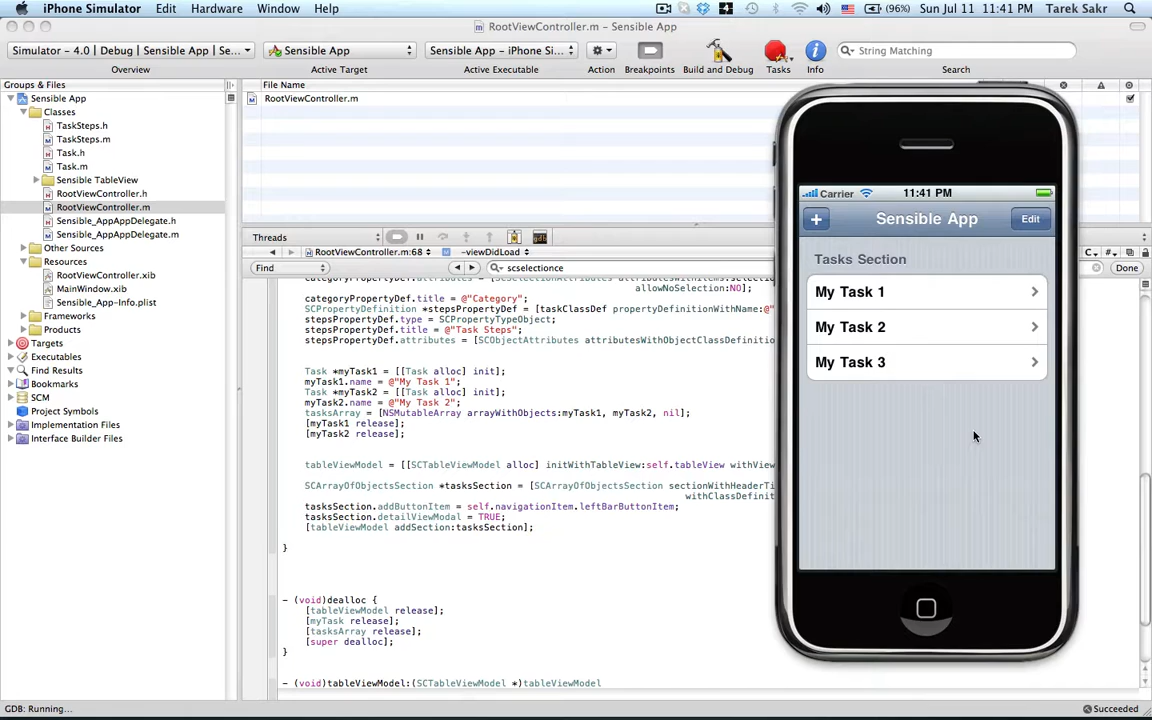 iPhone Simulator File Edit Hardware Window Help (96%) Sun Jul 11 11:41 PM Tarek Sakr
RootViewController.m – Sensible App
Simulator - 4.0 | Debug | Sensible App | Se... Sensible App Sensible App - iPhone Si... String Matching
Overview Active Target Active Executable Action Breakpoints Build and Debug Tasks Info Search
Groups & Files
Sensible App
Classes
TaskSteps.h
TaskSteps.m
Task.h
Task.m
Sensible TableView
RootViewController.h
RootViewController.m
Sensible_AppAppDelegate.h
Sensible_AppAppDelegate.m
Other Sources
Resources
RootViewController.xib
MainWindow.xib
Sensible_App-Info.plist
Frameworks
Products
Targets
Executables
Find Results
Bookmarks
SCM
Project Symbols
Implementation Files
Interface Builder Files
File Name
RootViewController.m
Threads
RootViewController.m:68 -viewDidLoad C #
Find scselectionce Done
allowNoSelection:NO];
categoryPropertyDef.title = @"Category";
SCPropertyDefinition *stepsPropertyDef = [taskClassDef propertyDefinitionWithName:@"
stepsPropertyDef.type = SCPropertyTypeObject;
stepsPropertyDef.title = @"Task Steps";
stepsPropertyDef.attributes = [SCObjectAttributes attributesWithObjectClassDefinitio
Task *myTask1 = [[Task alloc] init];
myTask1.name = @"My Task 1";
Task *myTask2 = [[Task alloc] init];
myTask2.name = @"My Task 2";
tasksArray = [NSMutableArray arrayWithObjects:myTask1, myTask2, nil];
[myTask1 release];
[myTask2 release];
tableViewModel = [[SCTableViewModel alloc] initWithTableView:self.tableView withView
SCArrayOfObjectsSection *tasksSection = [SCArrayOfObjectsSection sectionWithHeaderTi
withClassDefinit
tasksSection.addButtonItem = self.navigationItem.leftBarButtonItem;
tasksSection.detailViewModal = TRUE;
[tableViewModel addSection:tasksSection];
}
- (void)dealloc {
[tableViewModel release];
[myTask release];
[tasksArray release];
[super dealloc];
}
- (void)tableViewModel:(SCTableViewModel *)tableViewModel
Carrier 11:41 PM
+ Sensible App Edit
Tasks Section
My Task 1
My Task 2
My Task 3
GDB: Running... Succeeded